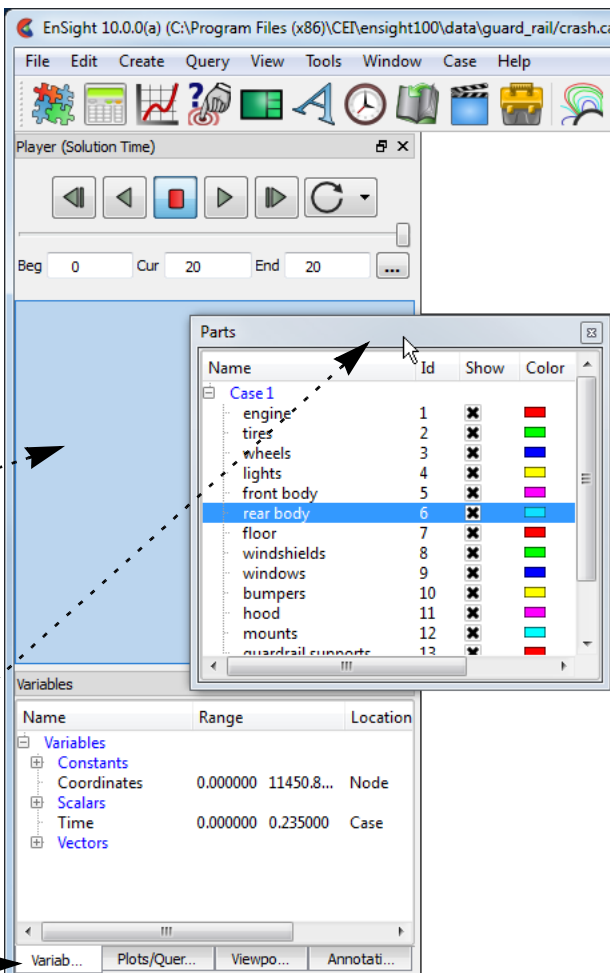 EnSight 10.0.0(a) (C:\Program Files (x86)\CEI\ensight100\data\guard_rail/crash.ca
File Edit Create Query View Tools Window Case Help
Player (Solution Time)
Beg 0 Cur 20 End 20 ...
Parts
Name Id Show Color
Case 1
engine 1
tires 2
wheels 3
lights 4
front body 5
rear body 6
floor 7
windshields 8
windows 9
bumpers 10
hood 11
mounts 12
guardrail supports 13
Variables
Name Range Location
Variables
Constants
Coordinates 0.000000 11450.8... Node
Scalars
Time 0.000000 0.235000 Case
Vectors
Variab... Plots/Quer... Viewpo... Annotati...